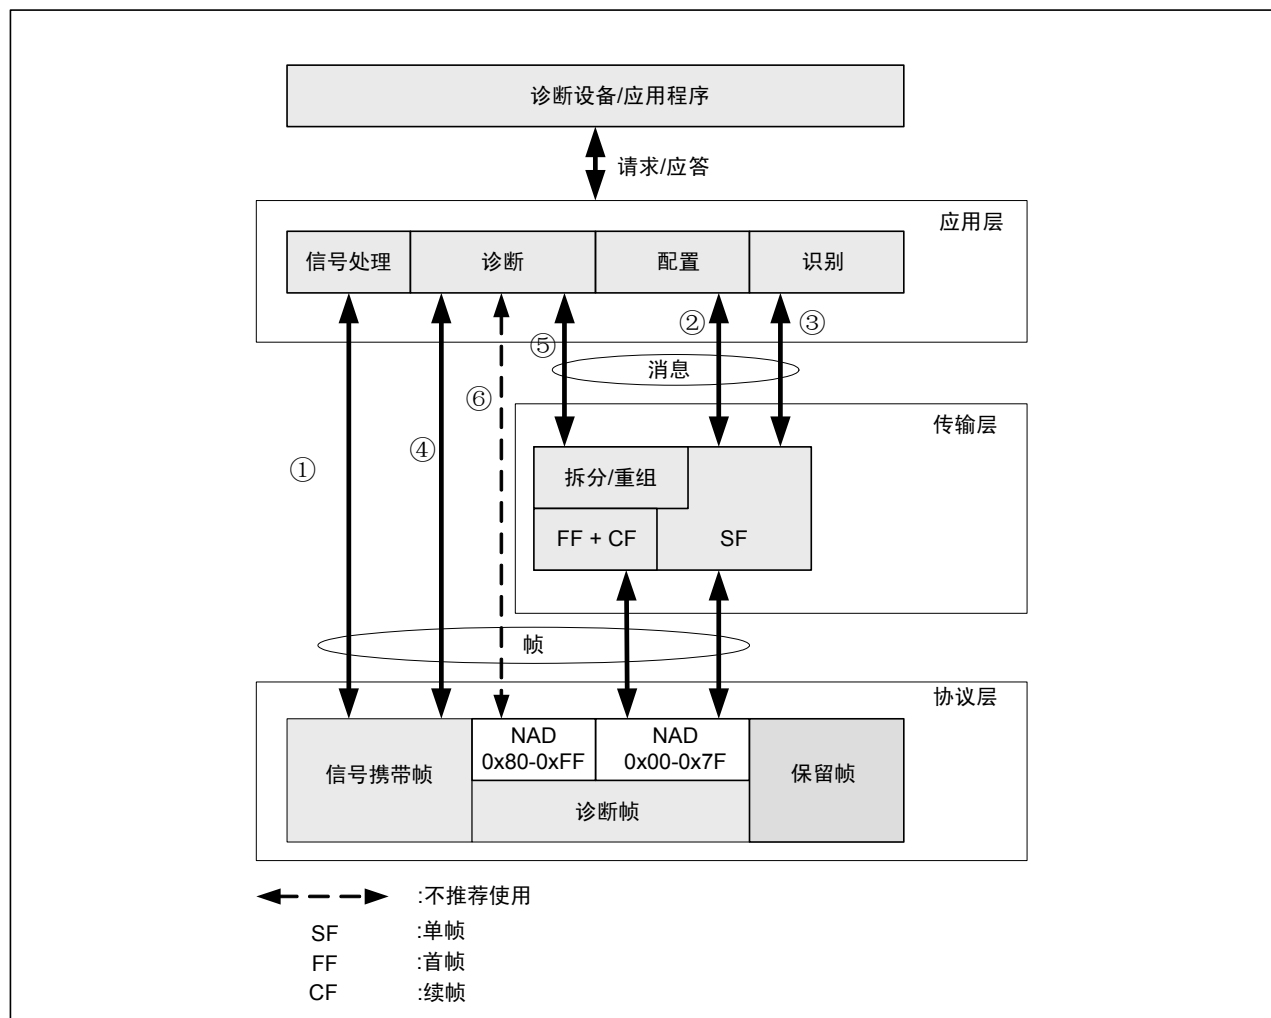 诊断设备/应用程序
请求/应答
应用层
信号处理
诊断
配置
识别
②
③
⑤
消息
⑥
传输层
④
①
拆分/重组
FF + CF
SF
帧
协议层
信号携带帧
NAD
0x80-0xFF
NAD
0x00-0x7F
保留帧
诊断帧
:不推荐使用
SF :单帧
FF :首帧
CF :续帧